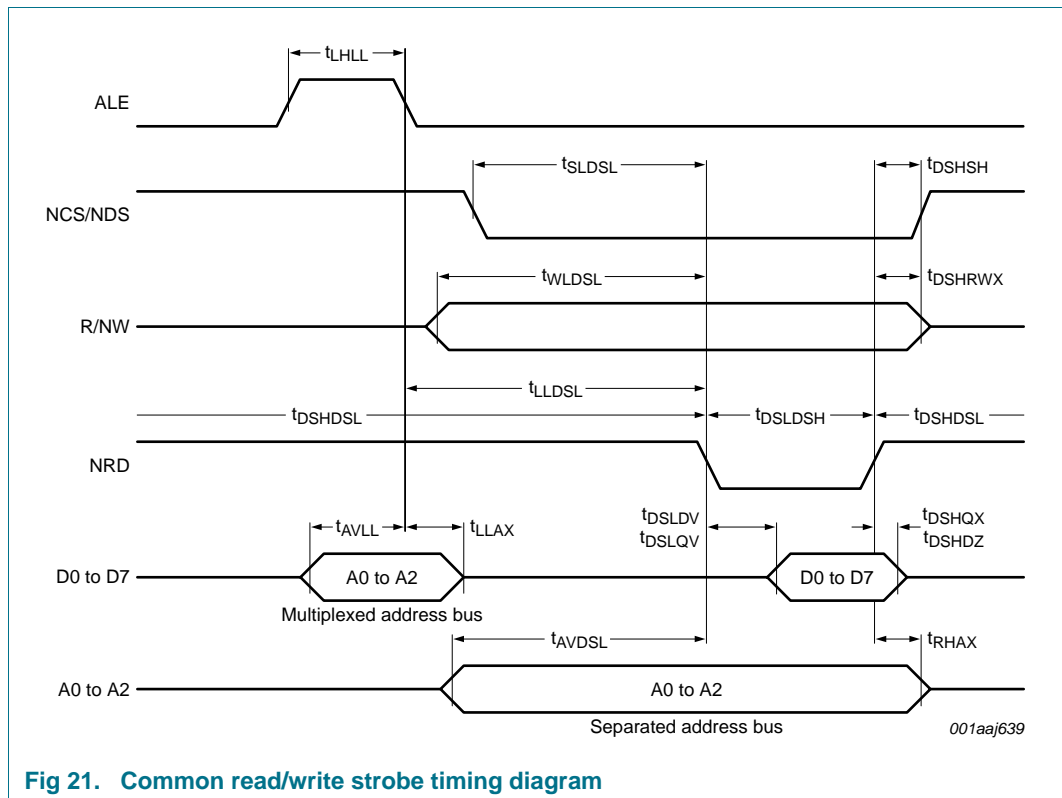 tLHLL
ALE
tSLDSL
tDSHSH
NCS/NDS
tWLDSL
tDSHRWX
R/NW
tLLDSL
tDSHDSL
tDSLDSH
tDSHDSL
NRD
tAVLL
tLLAX
tDSLDV
tDSLQV
tDSHQX
tDSHDZ
D0 to D7
A0 to A2
D0 to D7
Multiplexed address bus
tAVDSL
tRHAX
A0 to A2
A0 to A2
Separated address bus
001aaj639
Fig 21. Common read/write strobe timing diagram